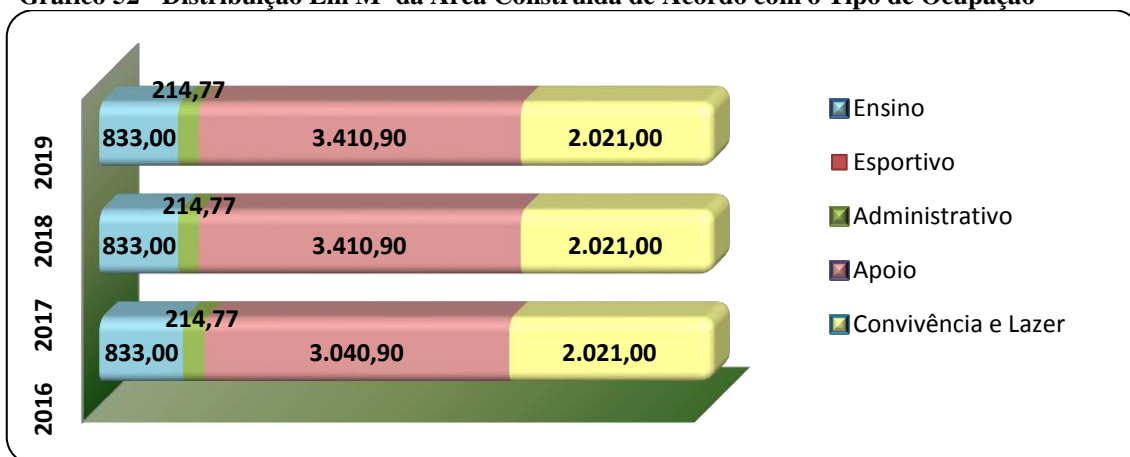 Gráfico 52 - Distribuição Em M² da Área Construída de Acordo com o Tipo de Ocupação
2019
214,77
833,00 3.410,90 2.021,00
2018
214,77
833,00 3.410,90 2.021,00
2017
214,77
833,00 3.040,90 2.021,00
2016
Ensino
Esportivo
Administrativo
Apoio
Convivência e Lazer